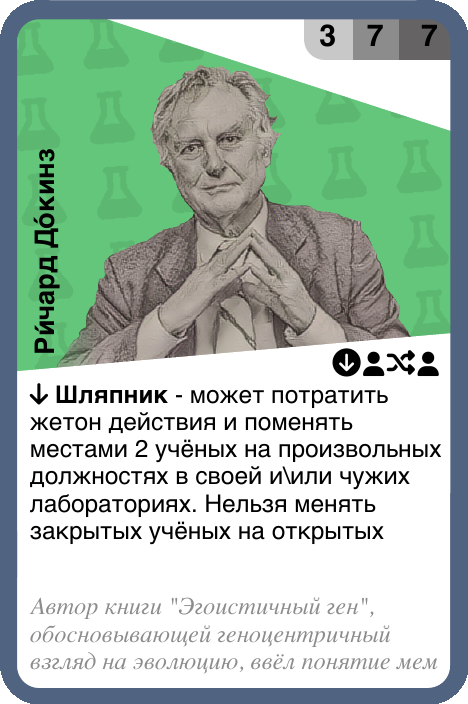 3 7 7
Ри́чард До́кинз
Шляпник - может потратить
жетон действия и поменять
местами 2 учёных на произвольных
должностях в своей и\или чужих
лабораториях. Нельзя менять
закрытых учёных на открытых
Автор книги "Эгоистичный ген",
обосновывающей геноцентричный
взгляд на эволюцию, ввёл понятие мем